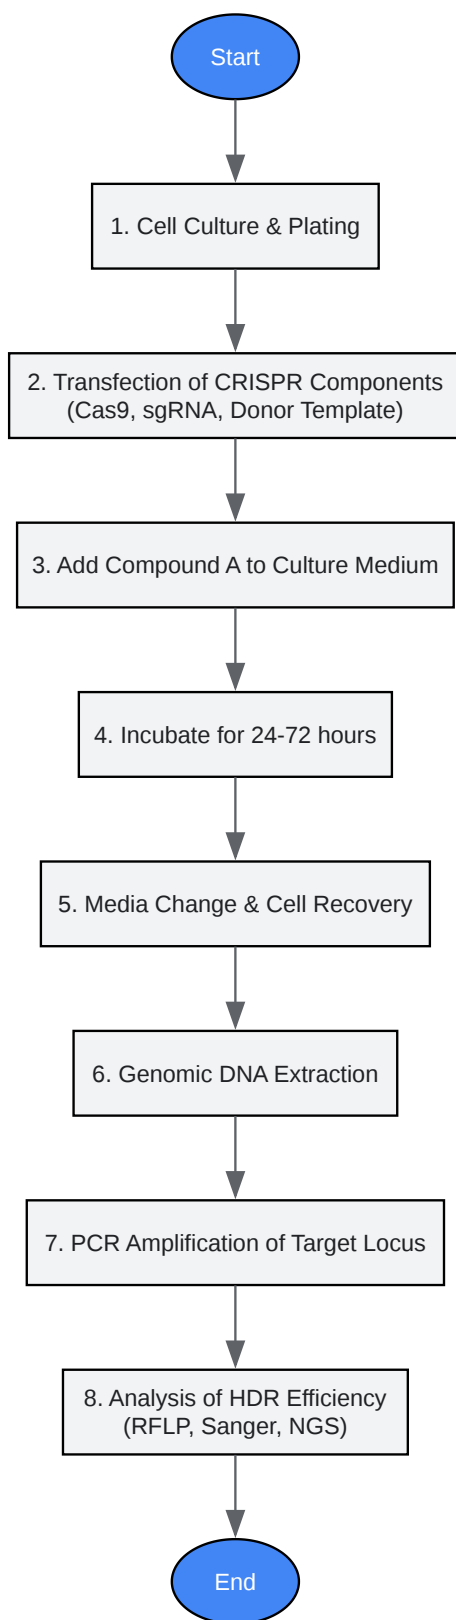 Start
1. Cell Culture & Plating
2. Transfection of CRISPR Components
(Cas9, sgRNA, Donor Template)
3. Add Compound A to Culture Medium
4. Incubate for 24-72 hours
5. Media Change & Cell Recovery
6. Genomic DNA Extraction
7. PCR Amplification of Target Locus
8. Analysis of HDR Efficiency
(RFLP, Sanger, NGS)
End